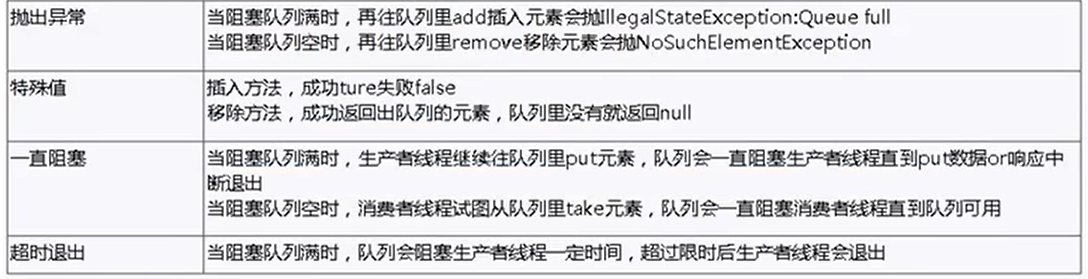 抛出异常
当阻塞队列满时，再往队列里add插入元素会抛IllegalStateException:Queue full
当阻塞队列空时，再往队列里remove移除元素会抛NoSuchElementException
特殊值
插入方法，成功ture失败false
移除方法，成功返回出队列的元素，队列里没有就返回null
一直阻塞
当阻塞队列满时，生产者线程继续往队列里put元素，队列会一直阻塞生产者线程直到put数据or响应中
断退出
当阻塞队列空时，消费者线程试图从队列里take元素，队列会一直阻塞消费者线程直到队列可用
超时退出
当阻塞队列满时，队列会阻塞生产者线程一定时间，超过限时后生产者线程会退出